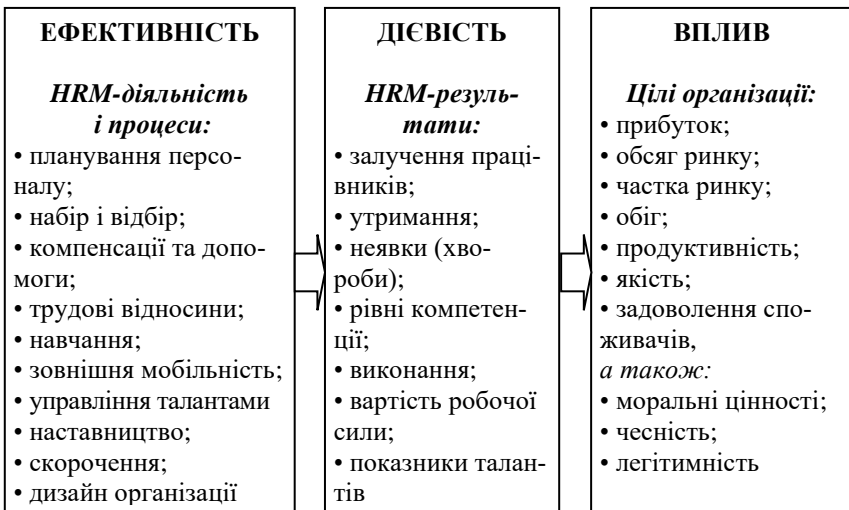 ЕФЕКТИВНІСТЬ
HRM-діяльність
і процеси:
• планування персо-
налу;
• набір і відбір;
• компенсації та допо-
моги;
• трудові відносини;
• навчання;
• зовнішня мобільність;
• управління талантами
• наставництво;
• скорочення;
• дизайн організації
ДІЄВІСТЬ
HRM-резуль-
тати:
• залучення праці-
вників;
• утримання;
• неявки (хво-
роби);
• рівні компетен-
ції;
• виконання;
• вартість робочої
сили;
• показники талан-
тів
ВПЛИВ
Цілі організації:
• прибуток;
• обсяг ринку;
• частка ринку;
• обіг;
• продуктивність;
• якість;
• задоволення спо-
живачів,
а також:
• моральні цінності;
• чесність;
• легітимність